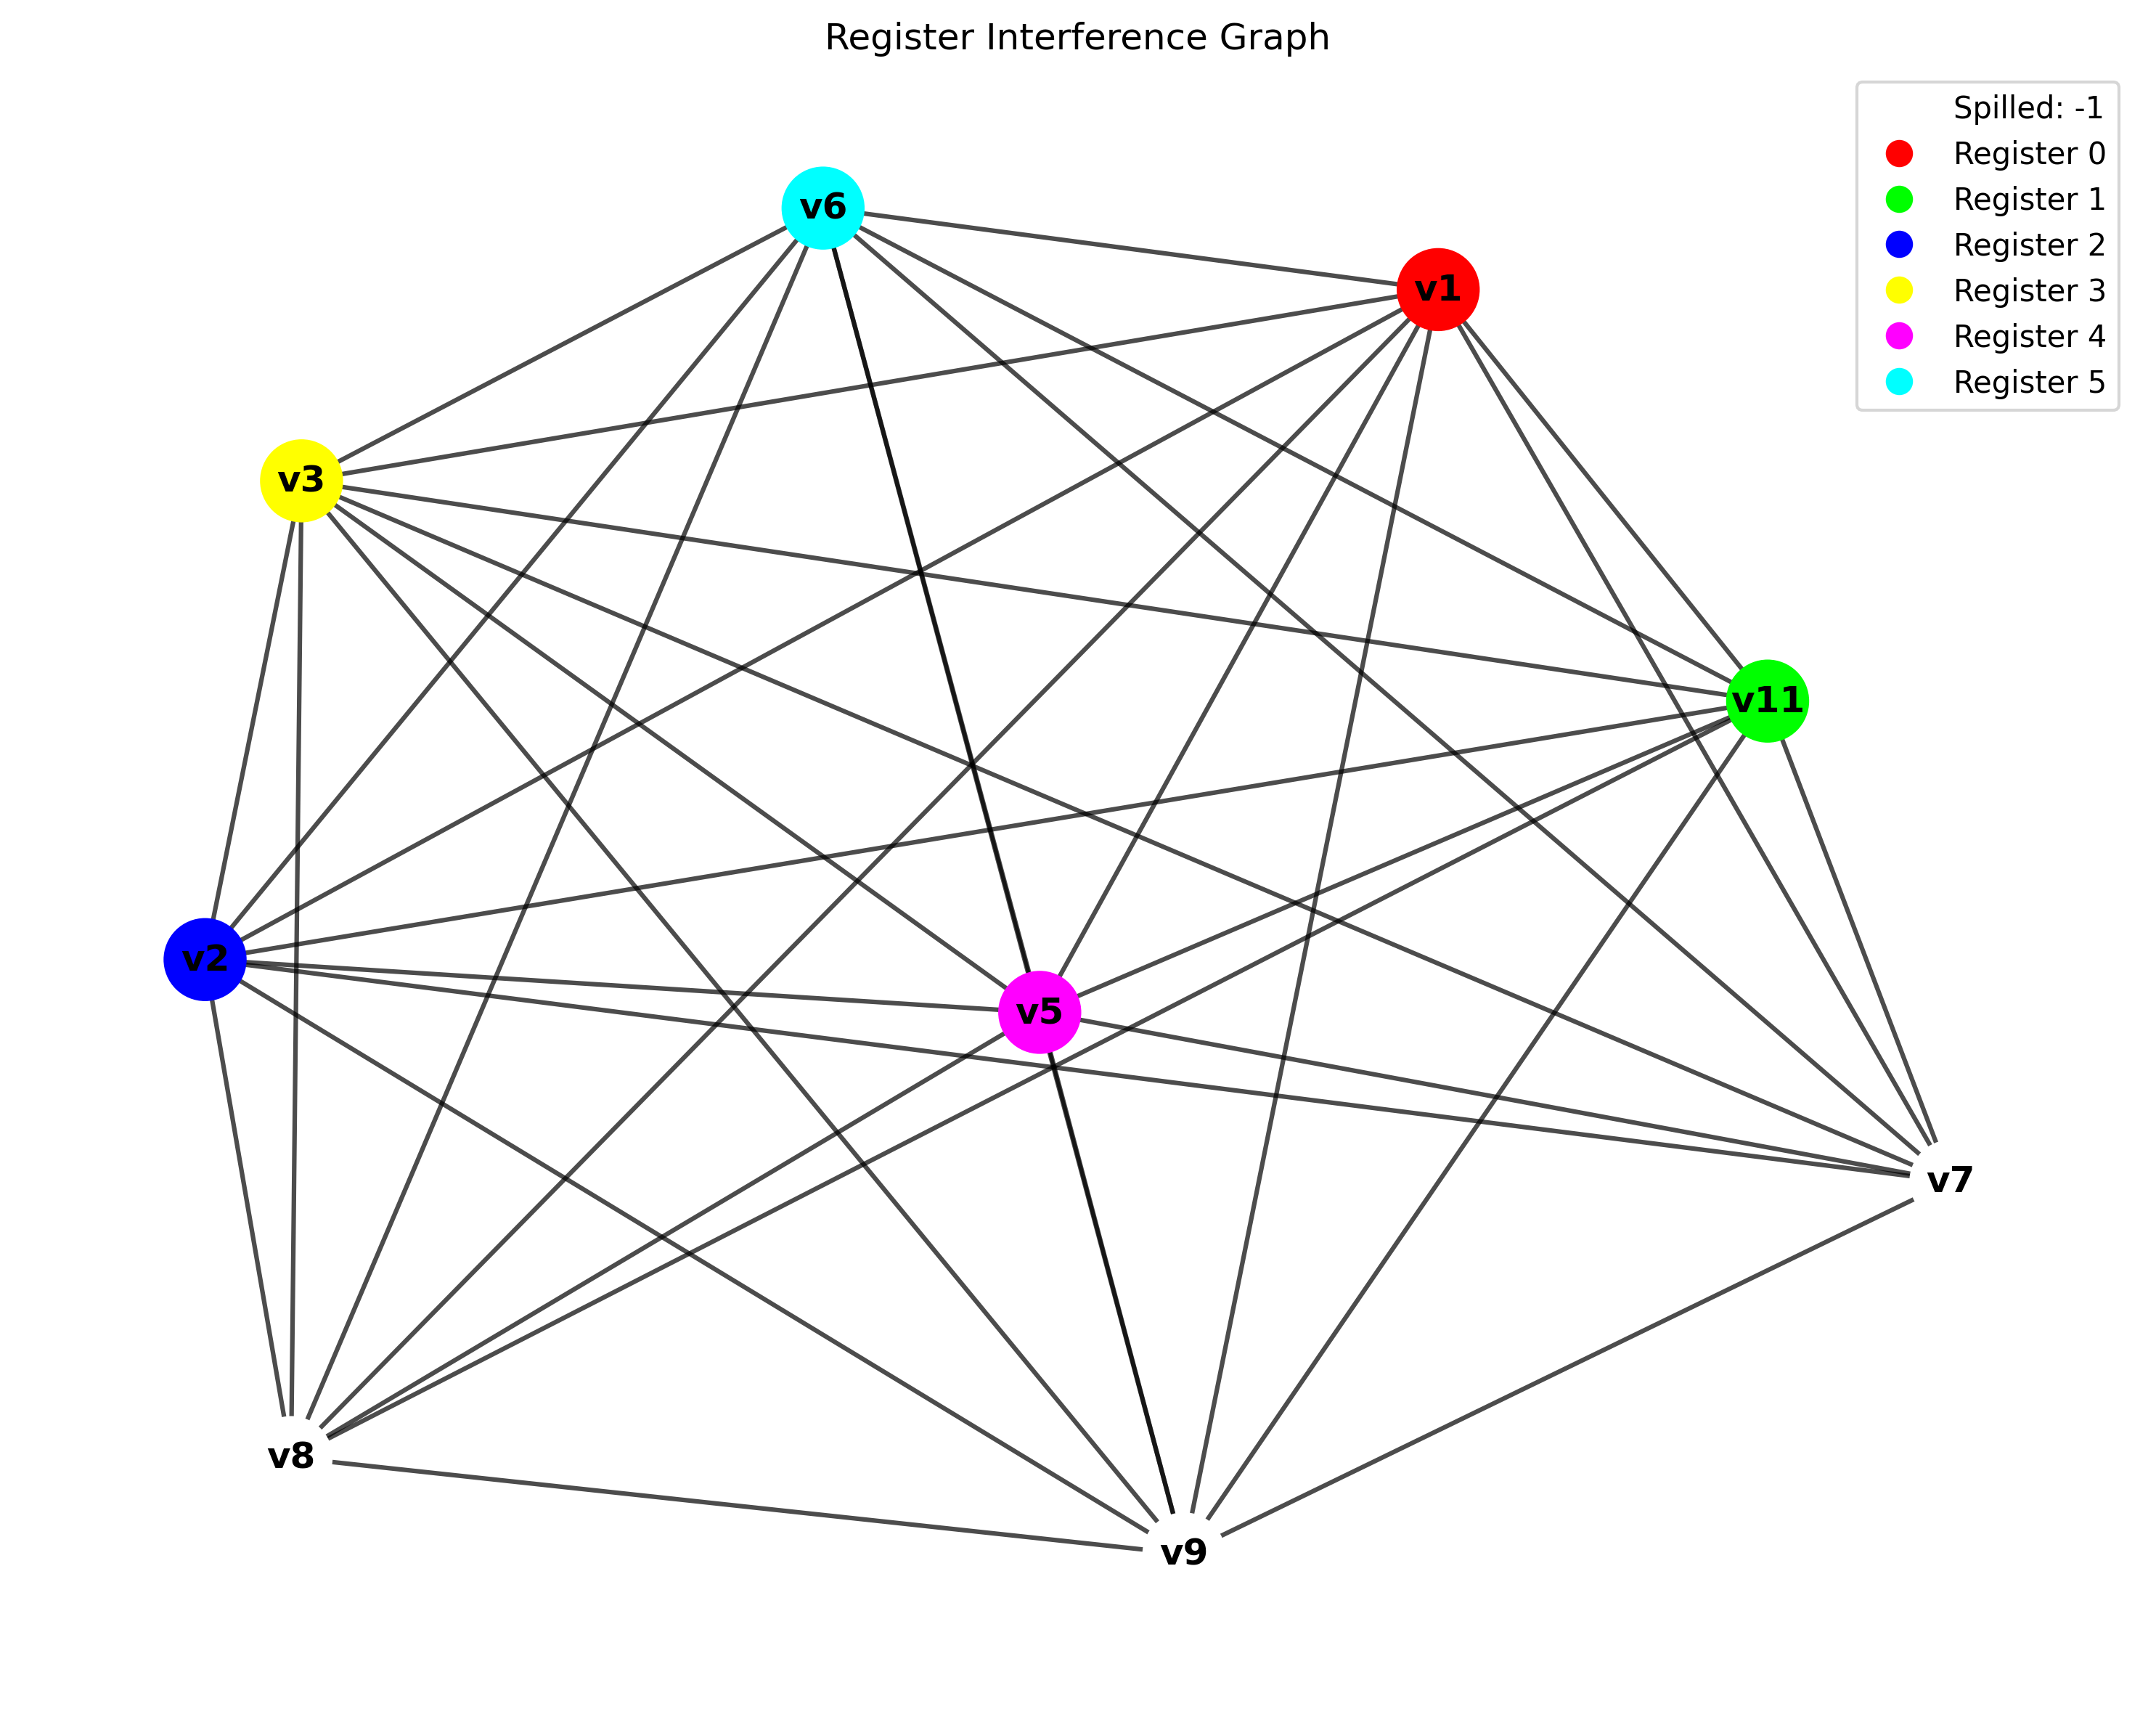 Register Interference Graph
Spilled: -1
Register 0
Register 1
Register 2
Register 3
Register 4
Register 5
v6
v1
v3
v11
v2
v5
v7
v8
v9